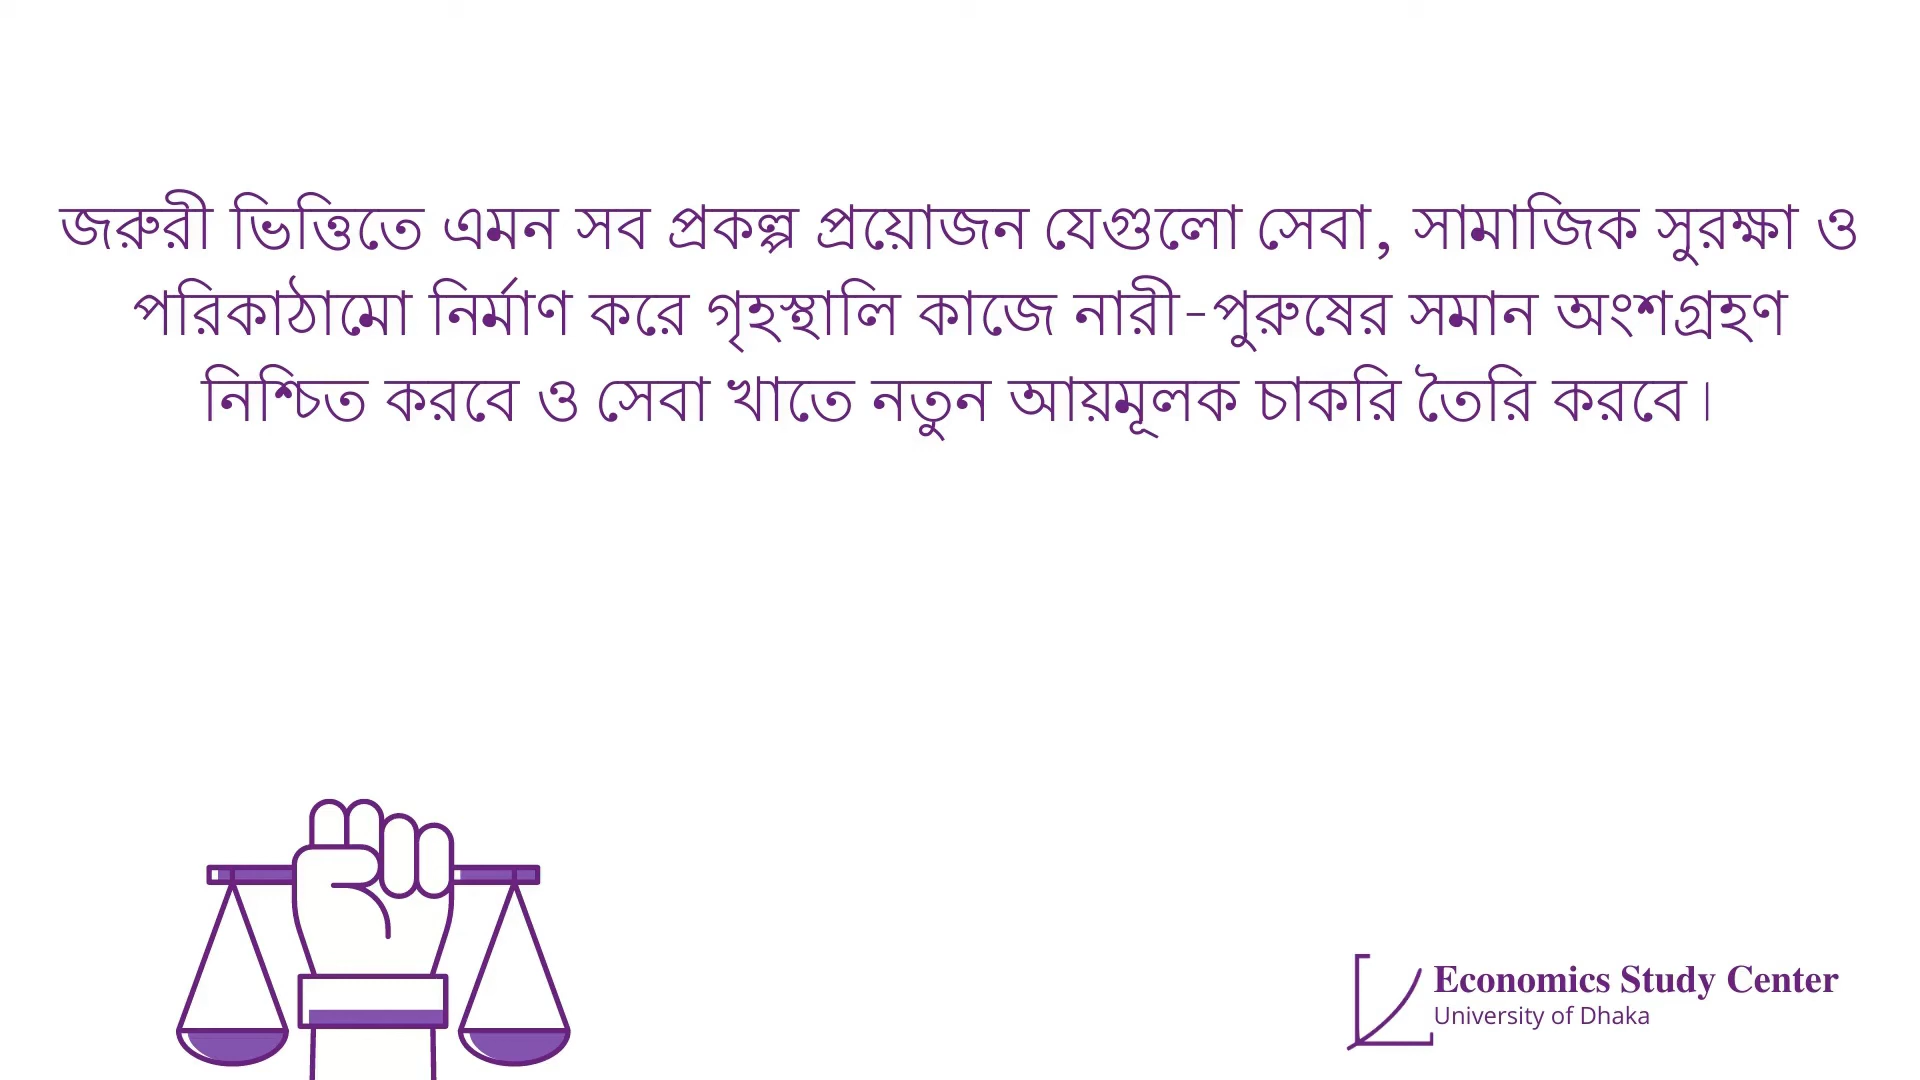 জরুরী ভিত্তিতে এমন সব প্রকল্প প্রয়োজন যেগুলো সেবা, সামাজিক সুরক্ষা ও
পরিকাঠামো নির্মাণ করে গৃহস্থালি কাজে নারী-পুরুষের সমান অংশগ্রহণ
নিশ্চিত করবে ও সেবা খাতে নতুন আয়মূলক চাকরি তৈরি করবে।
Economics Study Center
University of Dhaka